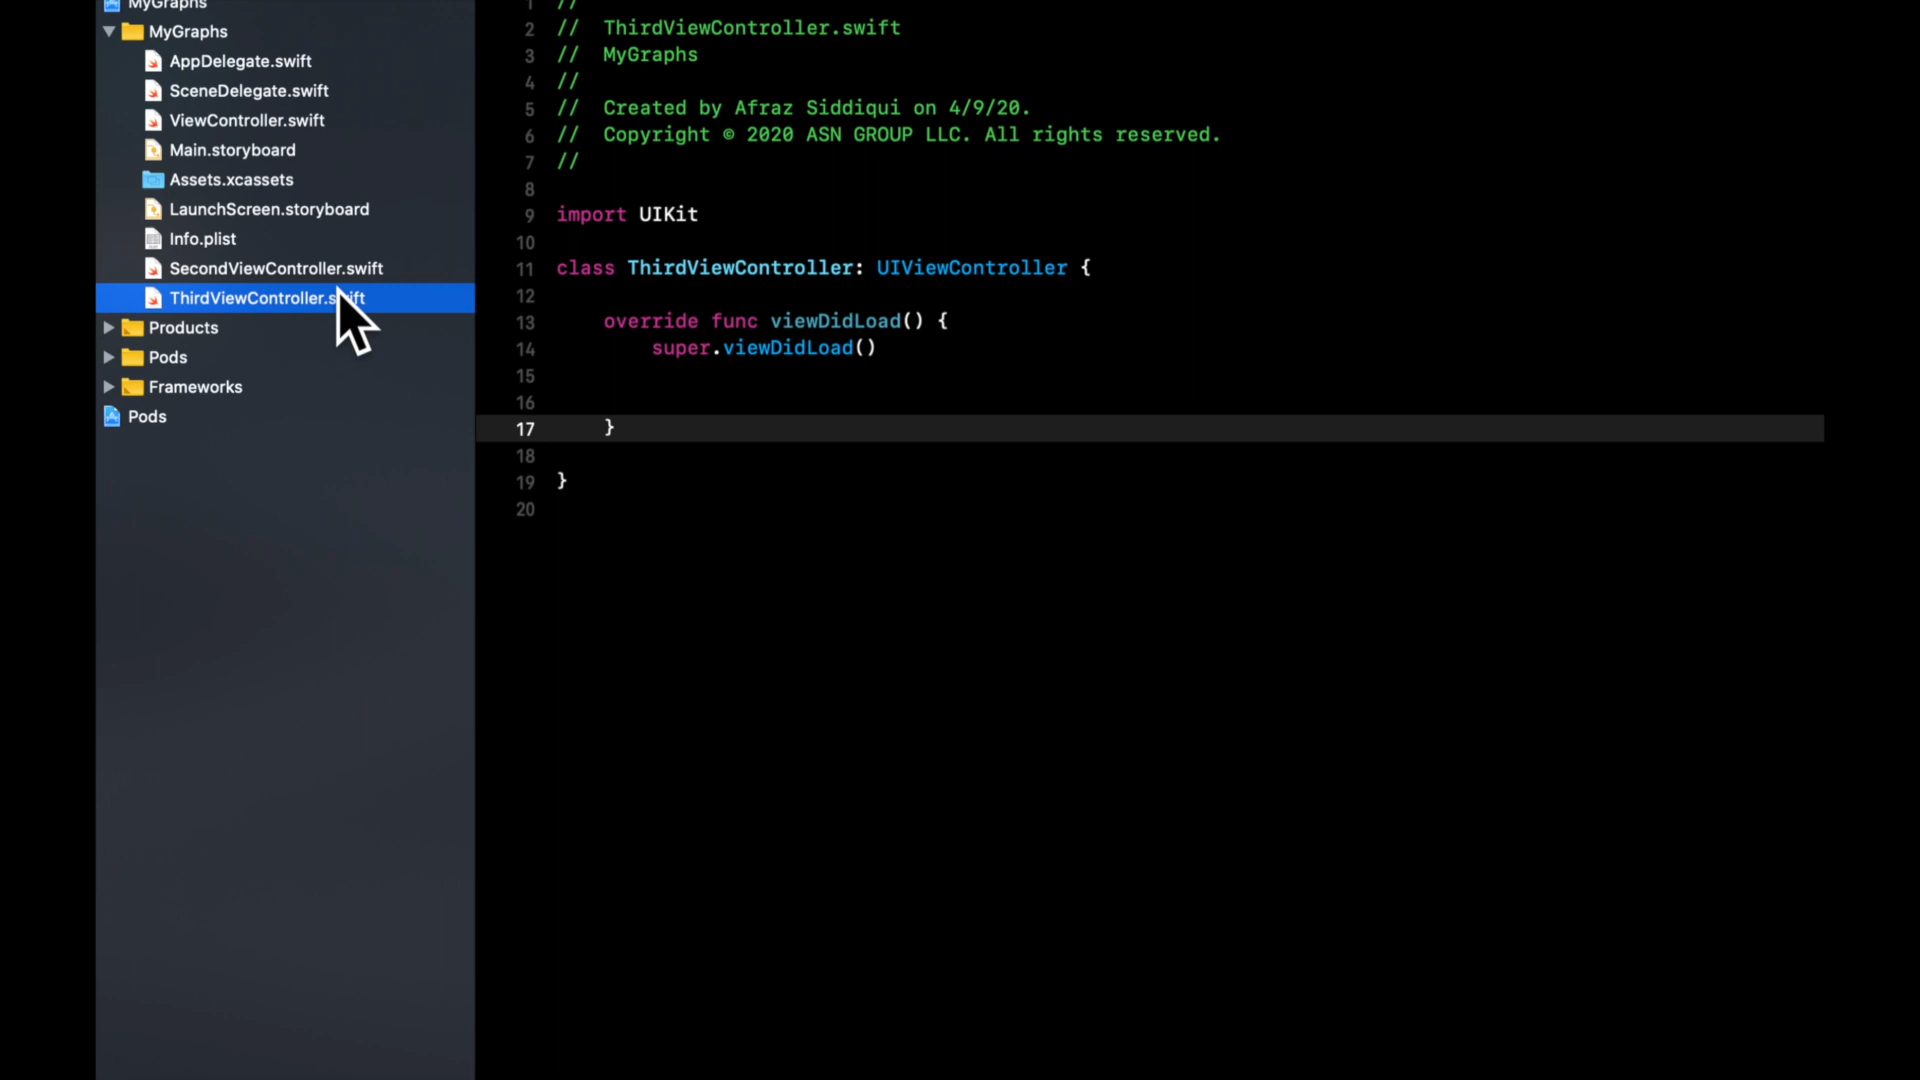 MyGraphs
MyGraphs
AppDelegate.swift
SceneDelegate.swift
ViewController.swift
Main.storyboard
Assets.xcassets
LaunchScreen.storyboard
Info.plist
SecondViewController.swift
ThirdViewController.swift
Products
Pods
Frameworks
Pods
1 //
2 // ThirdViewController.swift
3 // MyGraphs
4 //
5 // Created by Afraz Siddiqui on 4/9/20.
6 // Copyright © 2020 ASN GROUP LLC. All rights reserved.
7 //
8
9 import UIKit
10
11 class ThirdViewController: UIViewController {
12
13 override func viewDidLoad() {
14 super.viewDidLoad()
15
16
17 }
18
19 }
20